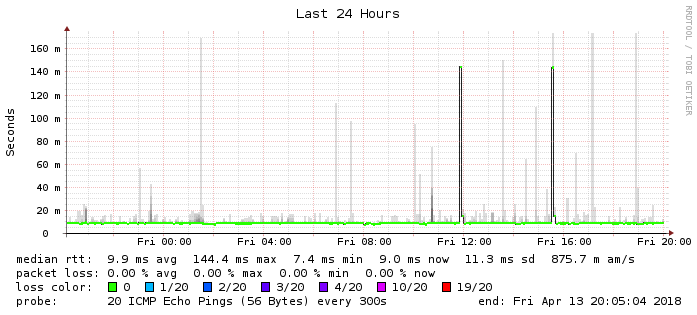 Last 24 Hours
RRDTOOL / TOBI OETIKER
Seconds
160 m
140 m
120 m
100 m
80 m
60 m
40 m
20 m
0
Fri 00:00 Fri 04:00 Fri 08:00 Fri 12:00 Fri 16:00 Fri 20:00
median rtt: 9.9 ms avg 144.4 ms max 7.4 ms min 9.0 ms now 11.3 ms sd 875.7 m am/s
packet loss: 0.00 % avg 0.00 % max 0.00 % min 0.00 % now
loss color: 0 1/20 2/20 3/20 4/20 10/20 19/20
probe: 20 ICMP Echo Pings (56 Bytes) every 300s end: Fri Apr 13 20:05:04 2018